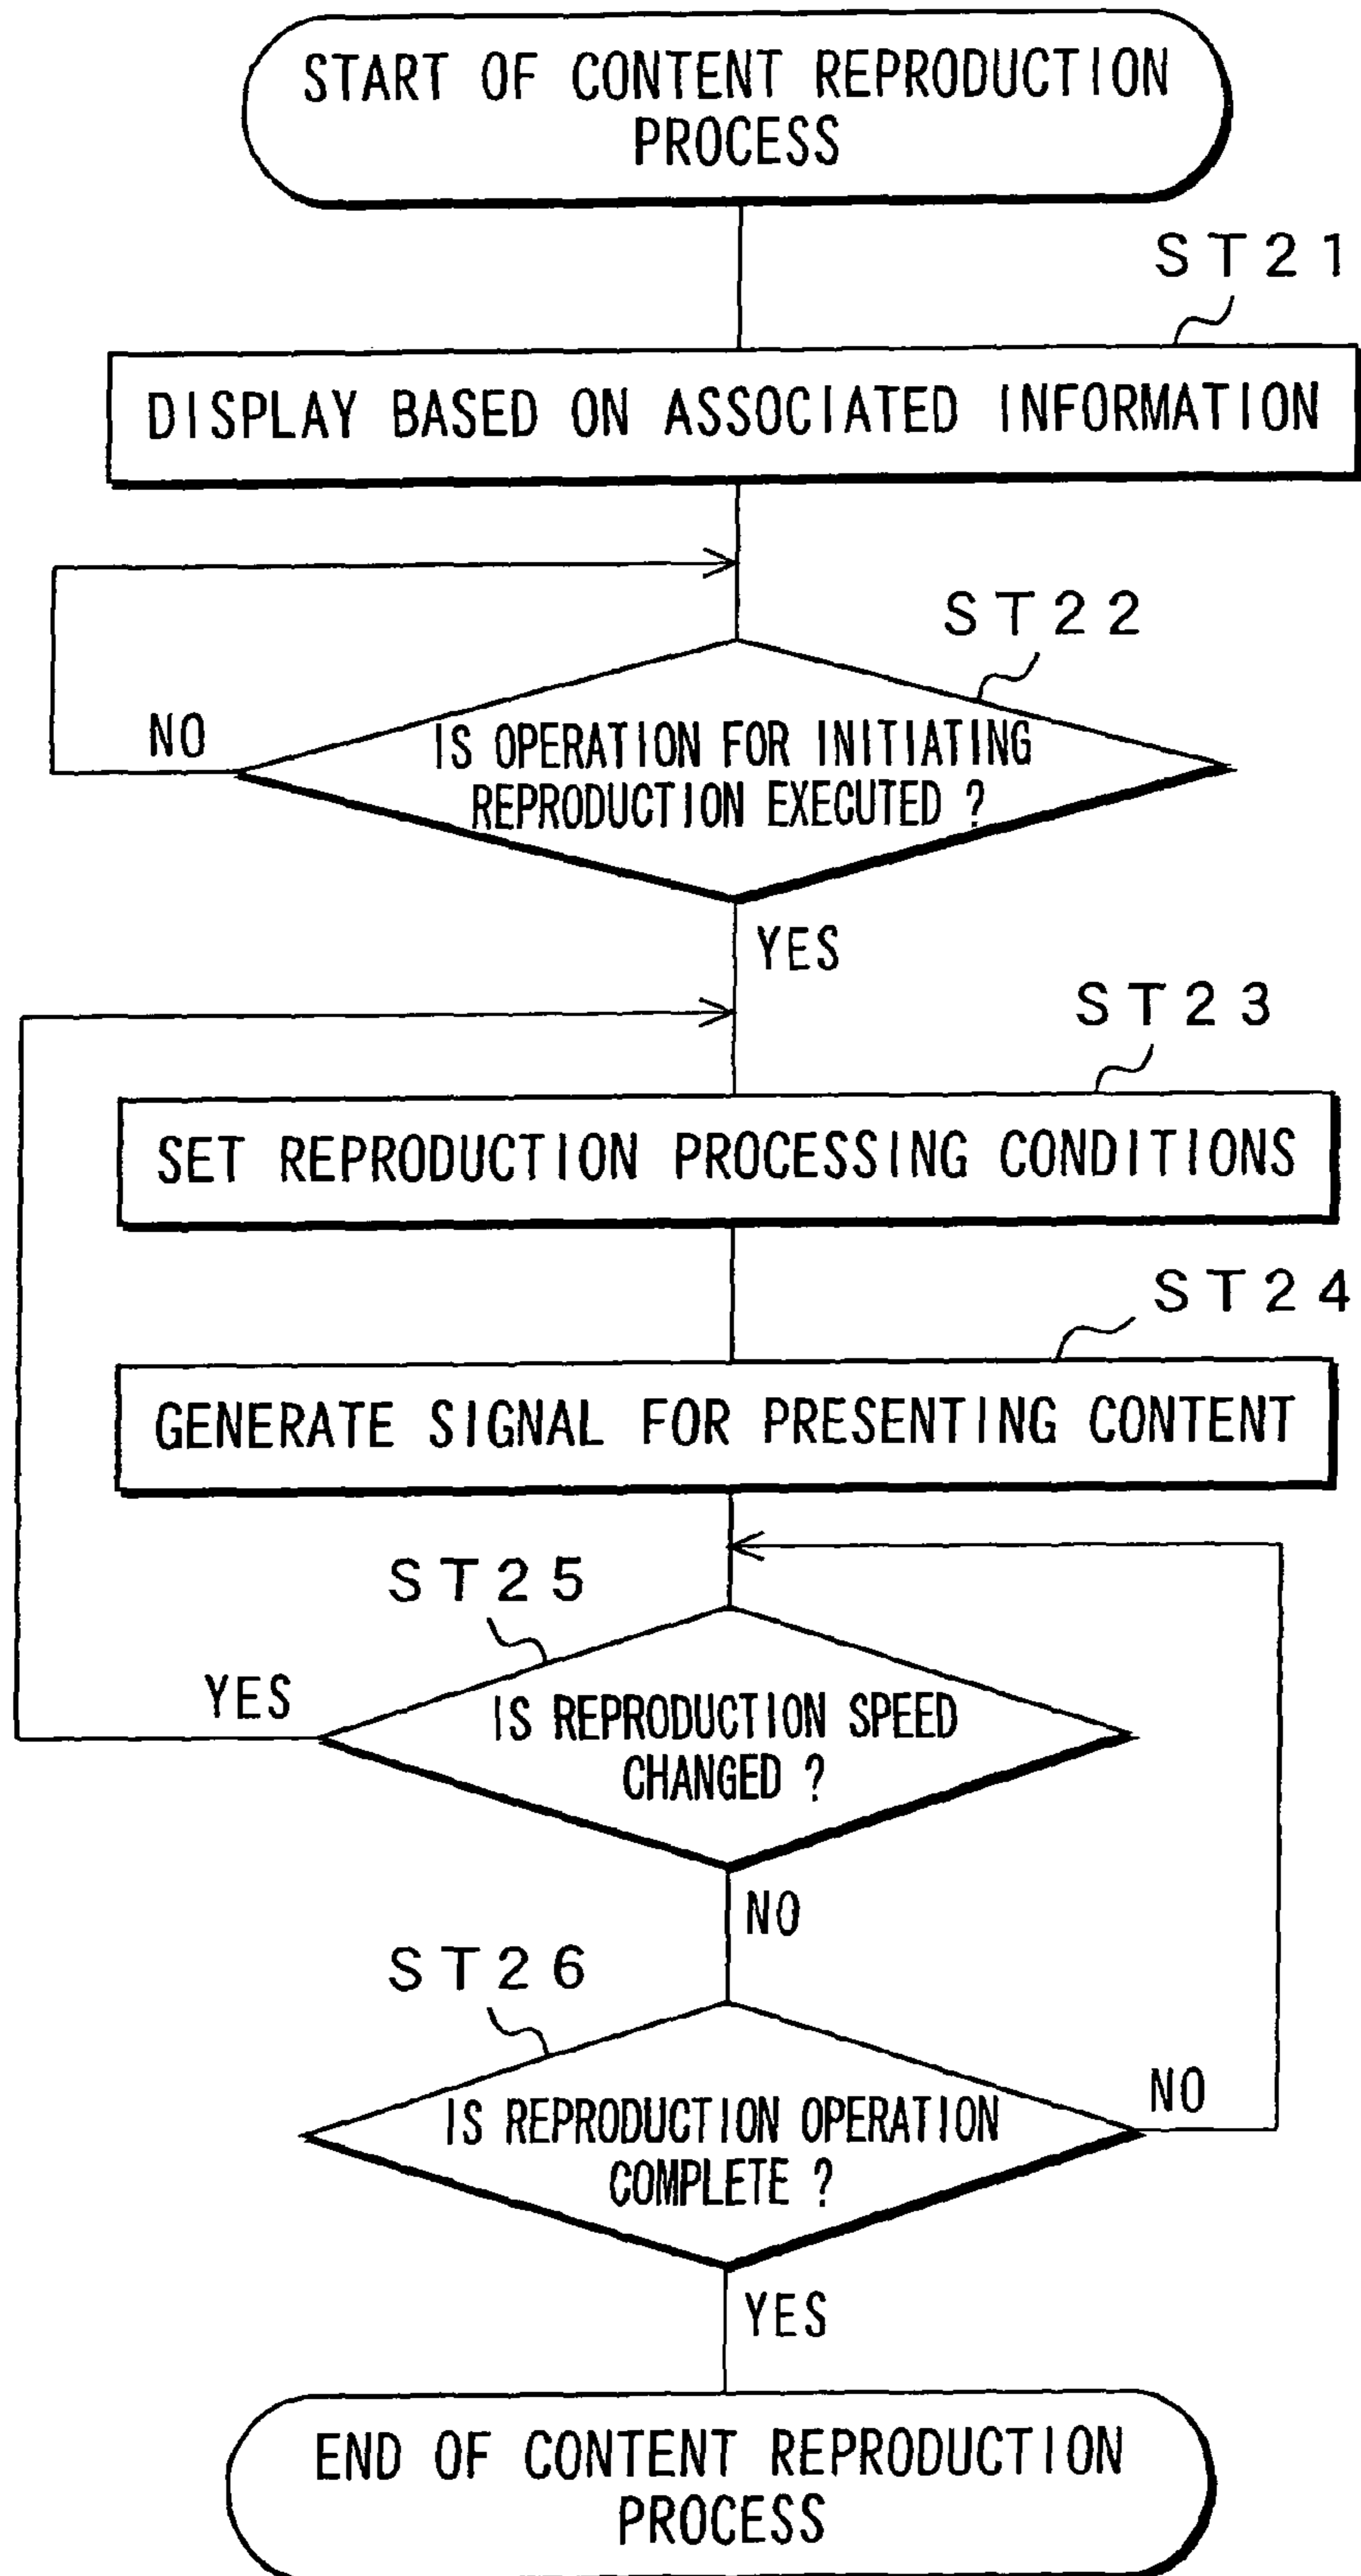 START OF CONTENT REPRODUCTION
PROCESS
ST21
DISPLAY BASED ON ASSOCIATED INFORMATION
ST22
NO
IS OPERATION FOR INITIATING
REPRODUCTION EXECUTED ?
YES
ST23
SET REPRODUCTION PROCESSING CONDITIONS
ST24
GENERATE SIGNAL FOR PRESENTING CONTENT
ST25
YES
IS REPRODUCTION SPEED
CHANGED ?
NO
ST26
NO
IS REPRODUCTION OPERATION
COMPLETE ?
YES
END OF CONTENT REPRODUCTION
PROCESS